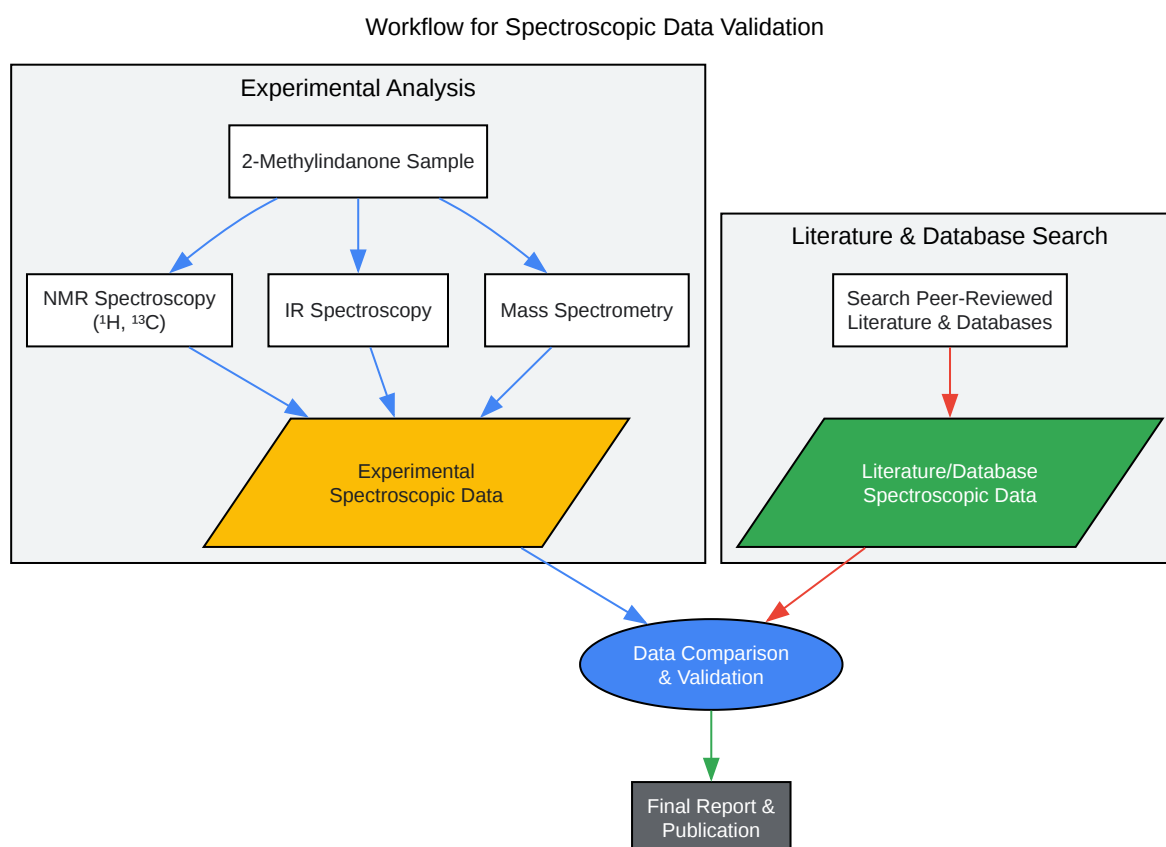 Workflow for Spectroscopic Data Validation
Experimental Analysis
2-Methylindanone Sample
NMR Spectroscopy
(¹H, ¹³C)
IR Spectroscopy
Mass Spectrometry
Experimental
Spectroscopic Data
Literature & Database Search
Search Peer-Reviewed
Literature & Databases
Literature/Database
Spectroscopic Data
Data Comparison
& Validation
Final Report &
Publication